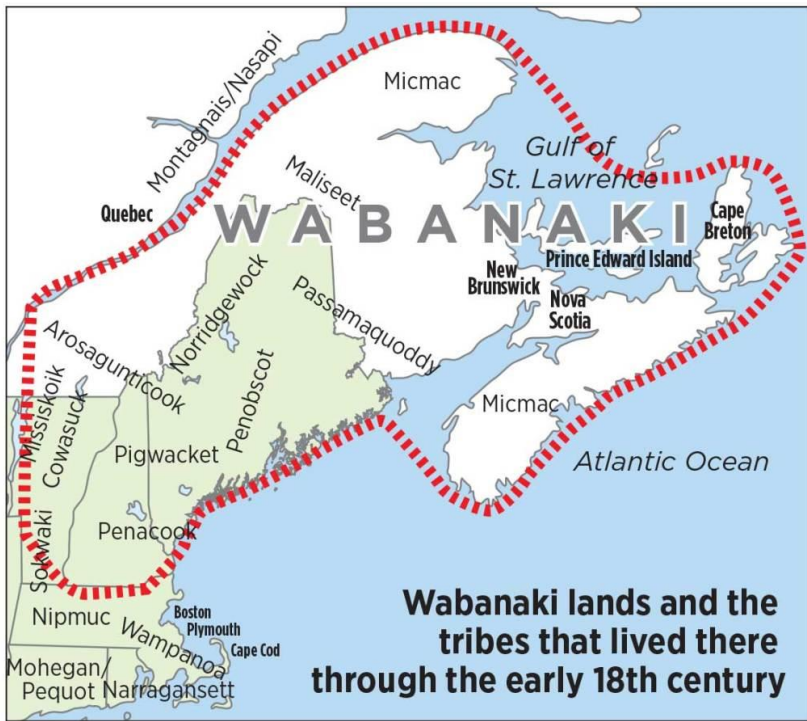 Micmac
Montagnais/Nasapi
Gulf of
St. Lawrence
Maliseet
Quebec
WABANAKI
Cape
Breton
Prince Edward Island
New
Brunswick
Nova
Scotia
Norridgewock
Passamaquoddy
Arosagunticook
Penobscot
Missiskoik
Cowasuck
Micmac
Pigwacket
Atlantic Ocean
Penacook
Sokwaki
Nipmuc
Boston
Plymouth
Wampanoa
Cape Cod
Mohegan/
Pequot
Narragansett
Wabanaki lands and the
tribes that lived there
through the early 18th century